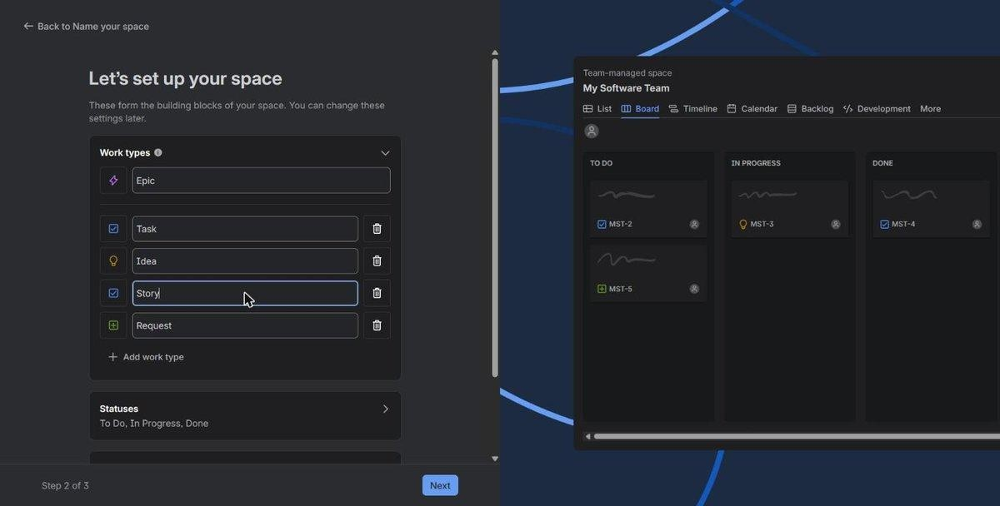 Back to Name your space
Let's set up your space
These form the building blocks of your space. You can change these
settings later.
Work types
Epic
Task
Idea
Story
Request
Add work type
Statuses
To Do, In Progress, Done
Step 2 of 3
Next
Team-managed space
My Software Team
List Board Timeline Calendar Backlog Development More
TO DO
MST-2
MST-5
IN PROGRESS
MST-3
DONE
MST-4